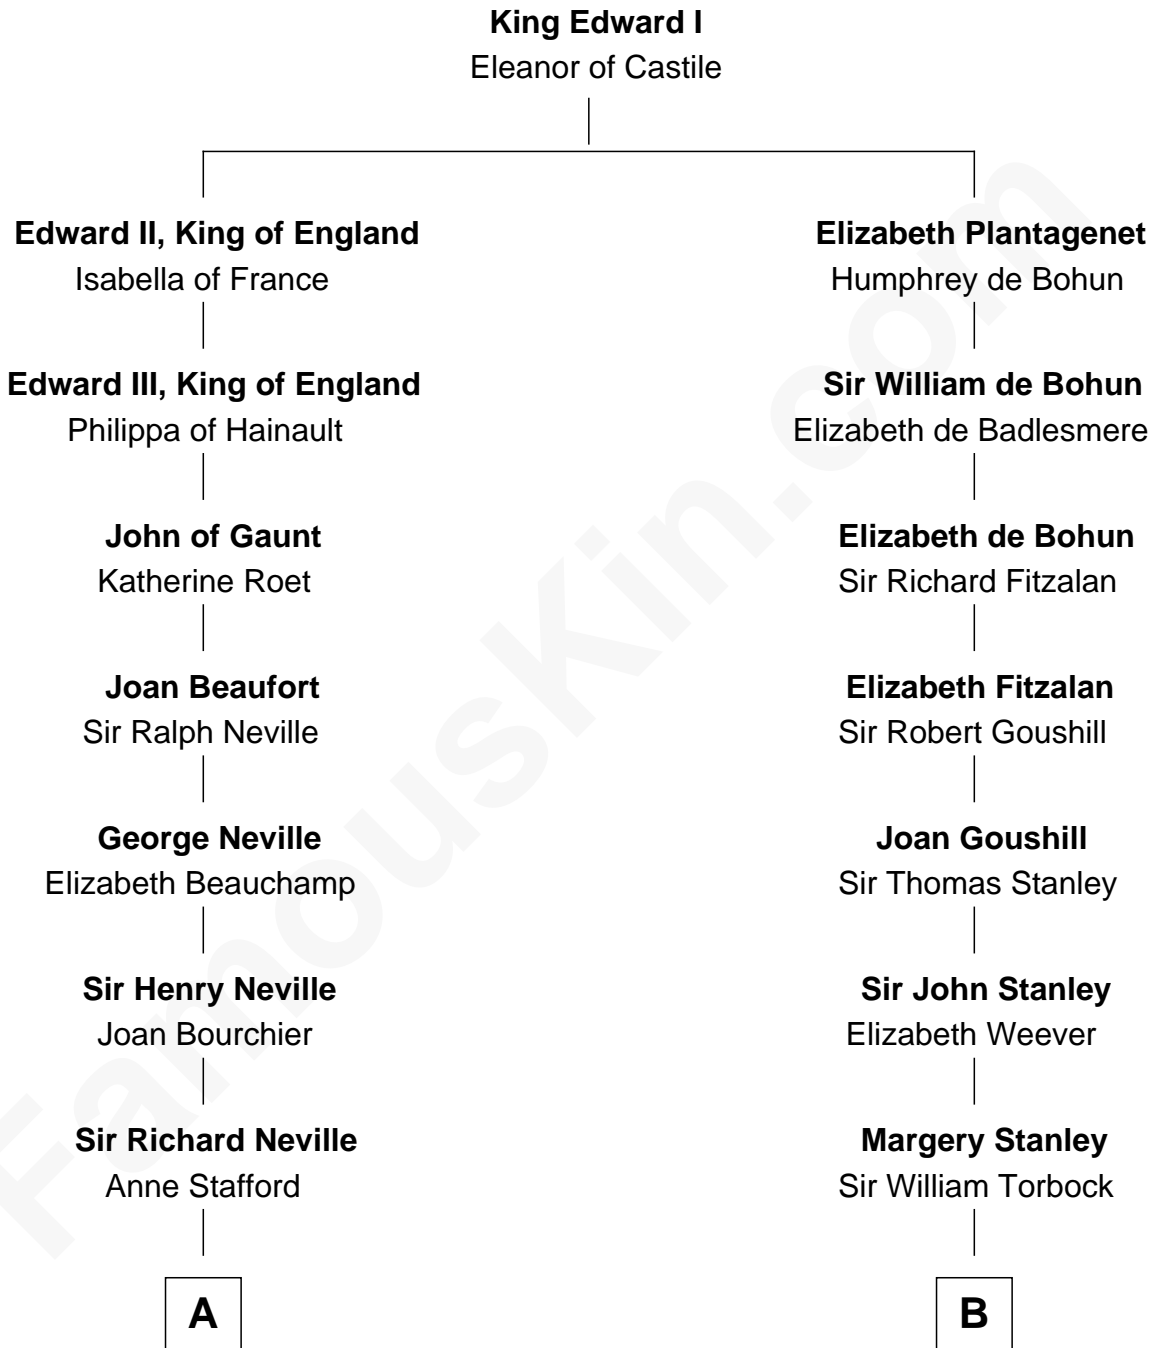 King Edward I
Eleanor of Castile
Edward II, King of England
Isabella of France
Edward III, King of England
Philippa of Hainault
John of Gaunt
Katherine Roet
Joan Beaufort
Sir Ralph Neville
George Neville
Elizabeth Beauchamp
Sir Henry Neville
Joan Bourchier
Sir Richard Neville
Anne Stafford
A
Elizabeth Plantagenet
Humphrey de Bohun
Sir William de Bohun
Elizabeth de Badlesmere
Elizabeth de Bohun
Sir Richard Fitzalan
Elizabeth Fitzalan
Sir Robert Goushill
Joan Goushill
Sir Thomas Stanley
Sir John Stanley
Elizabeth Weever
Margery Stanley
Sir William Torbock
B
FamousKin.com